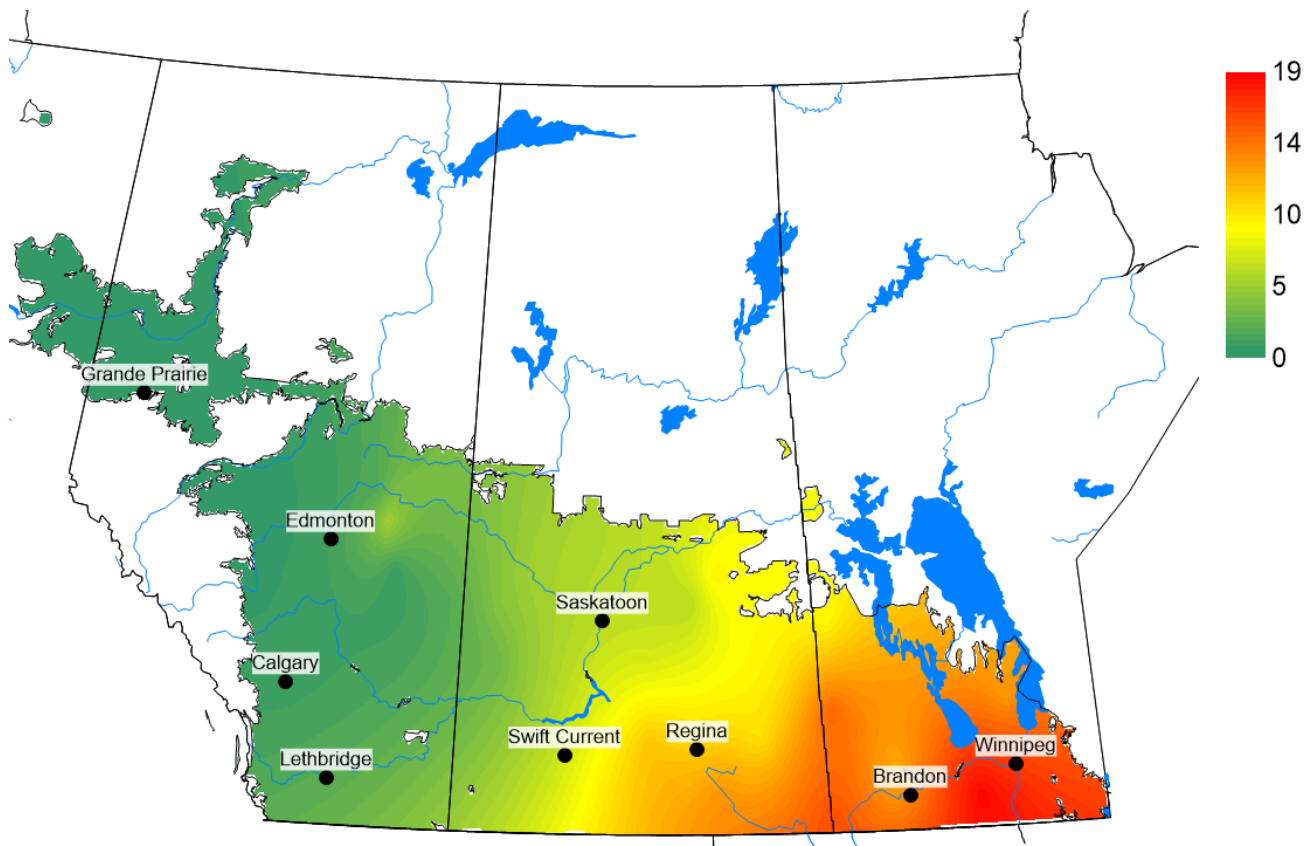 19
14
10
5
0
Grande Prairie
Edmonton
Saskatoon
Calgary
Swift Current
Regina
Winnipeg
Lethbridge
Brandon